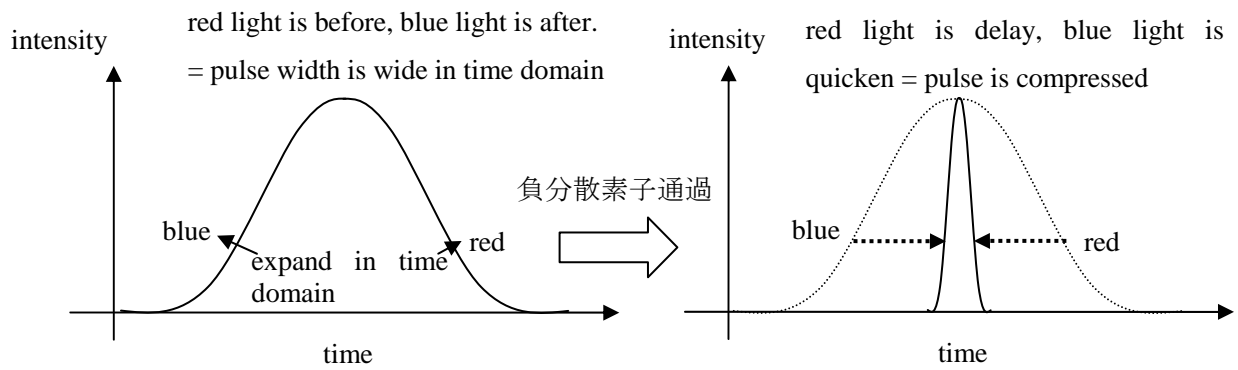 red light is before, blue light is after.
= pulse width is wide in time domain
intensity
blue
red
expand in time
domain
time
負分散素子通過
red light is delay, blue light is
quicken = pulse is compressed
intensity
blue
red
time